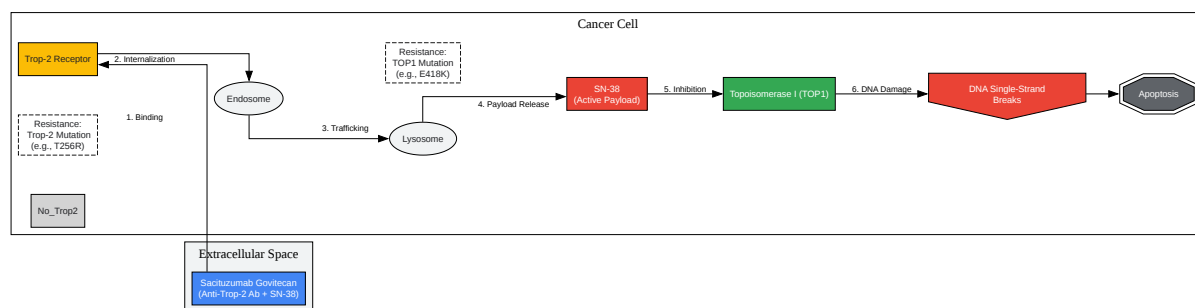 Cancer Cell
Trop-2 Receptor
2. Internalization
Resistance:
TOP1 Mutation
(e.g., E418K)
Endosome
4. Payload Release
SN-38
(Active Payload)
5. Inhibition
Topoisomerase I (TOP1)
6. DNA Damage
DNA Single-Strand
Breaks
Apoptosis
Resistance:
Trop-2 Mutation
(e.g., T256R)
1. Binding
3. Trafficking
Lysosome
No_Trop2
Extracellular Space
Sacituzumab Govitecan
(Anti-Trop-2 Ab + SN-38)